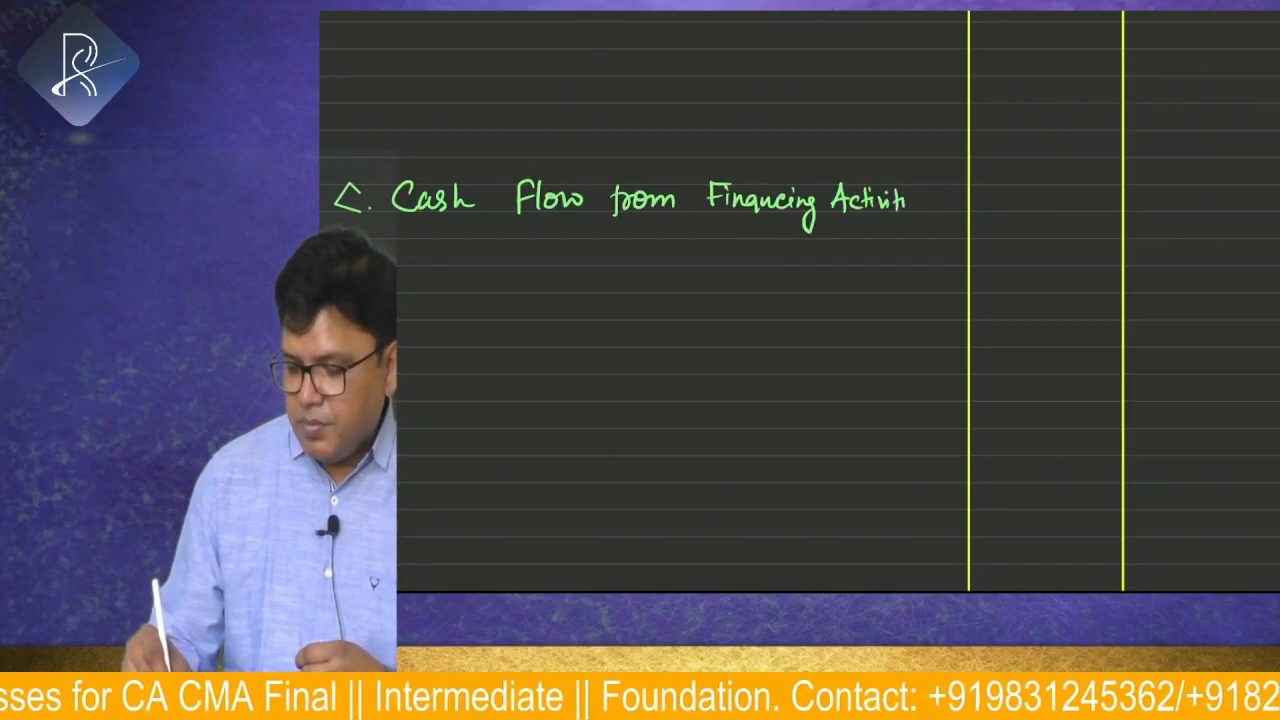 C. Cash Flow from Financing Activiti
sses for CA CMA Final || Intermediate || Foundation. Contact: +919831245362/+9182